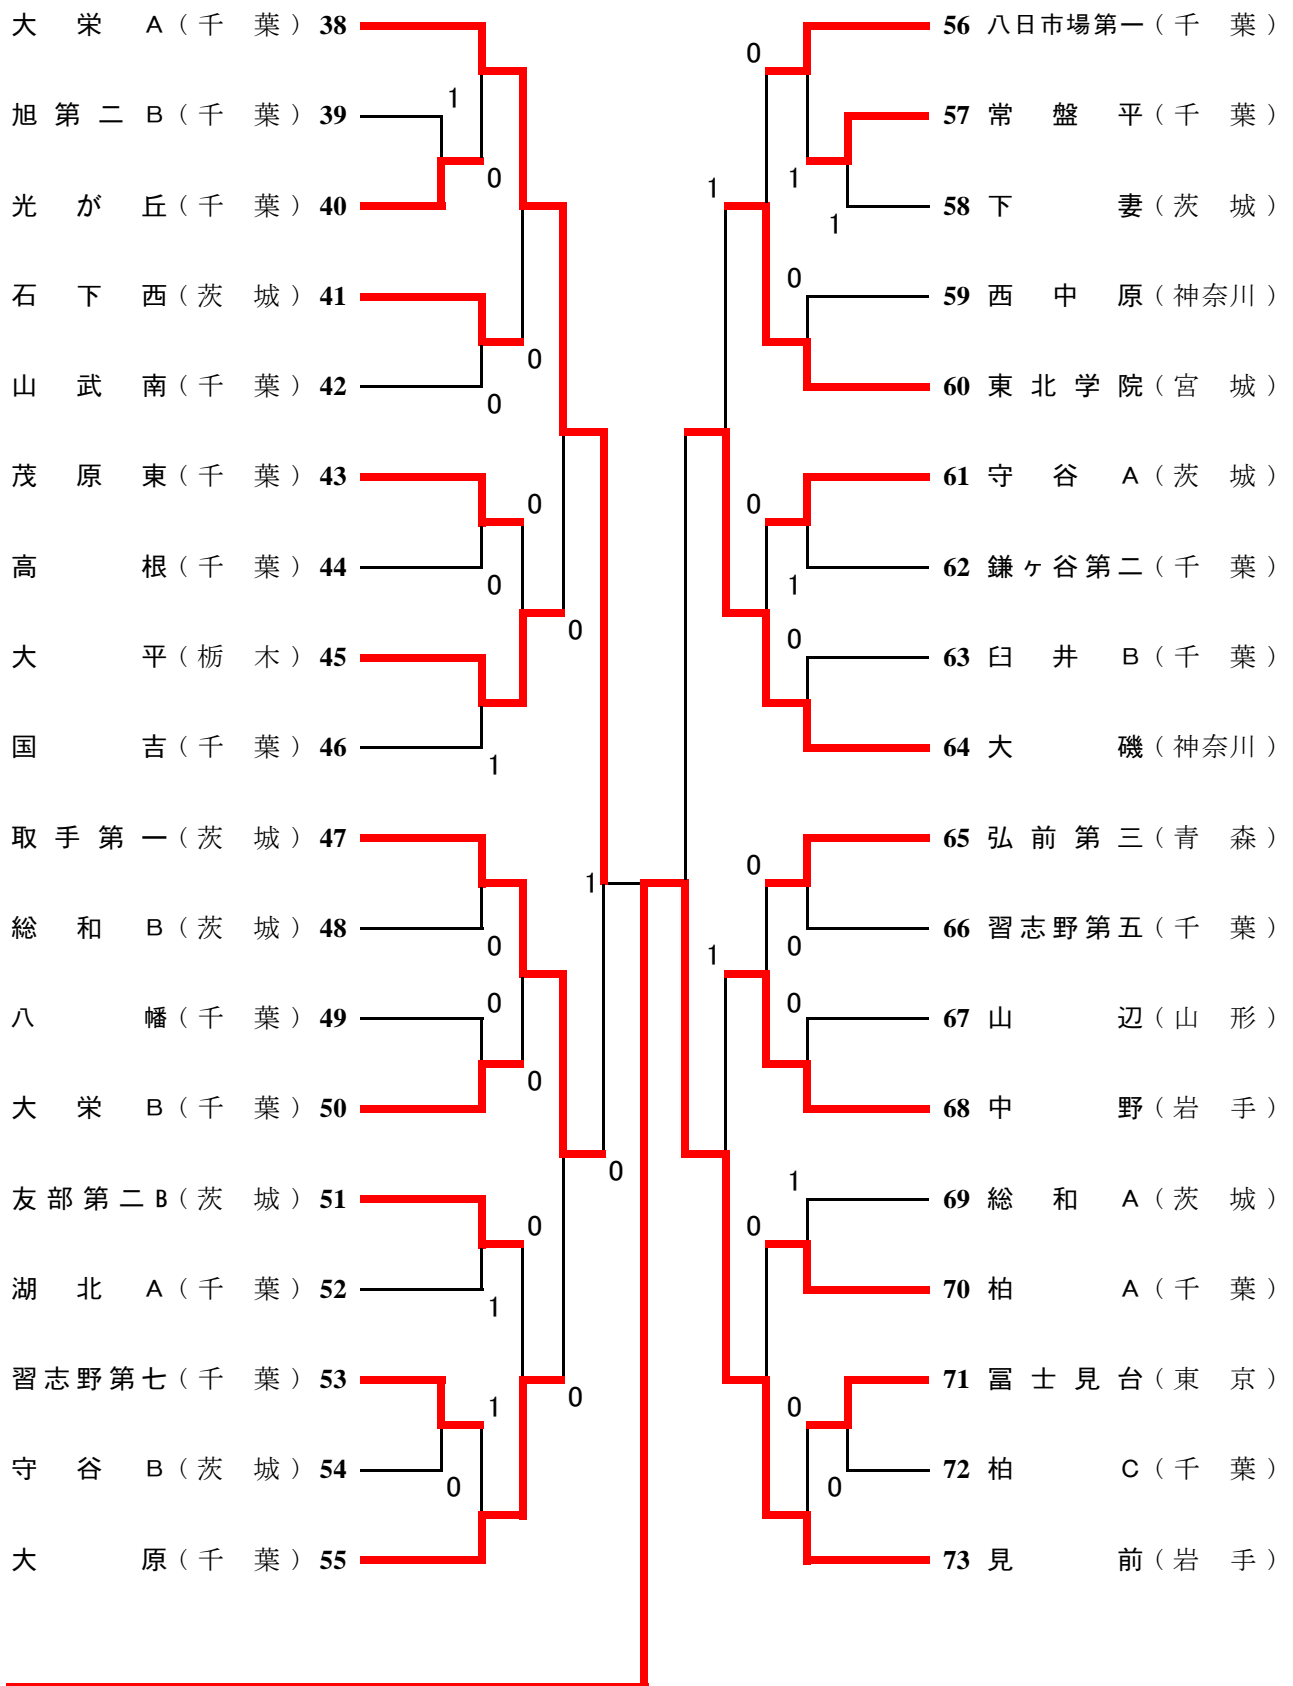 大栄A（千葉）38
旭第二B（千葉）39
光が丘（千葉）40
石下西（茨城）41
山武南（千葉）42
茂原東（千葉）43
高根（千葉）44
大平（栃木）45
国吉（千葉）46
取手第一（茨城）47
総和B（茨城）48
八幡（千葉）49
大栄B（千葉）50
友部第二B（茨城）51
湖北A（千葉）52
習志野第七（千葉）53
守谷B（茨城）54
大原（千葉）55
1
0
0
0
0
0
0
1
0
0
0
0
1
1
0
0
0
1
56 八日市場第一（千葉）
57 常盤平（千葉）
58 下妻（茨城）
59 西中原（神奈川）
60 東北学院（宮城）
61 守谷A（茨城）
62 鎌ヶ谷第二（千葉）
63 臼井B（千葉）
64 大磯（神奈川）
65 弘前第三（青森）
66 習志野第五（千葉）
67 山辺（山形）
68 中野（岩手）
69 総和A（茨城）
70 柏A（千葉）
71 冨士見台（東京）
72 柏C（千葉）
73 見前（岩手）
0
1
1
1
0
0
1
0
0
0
1
0
1
0
0
0